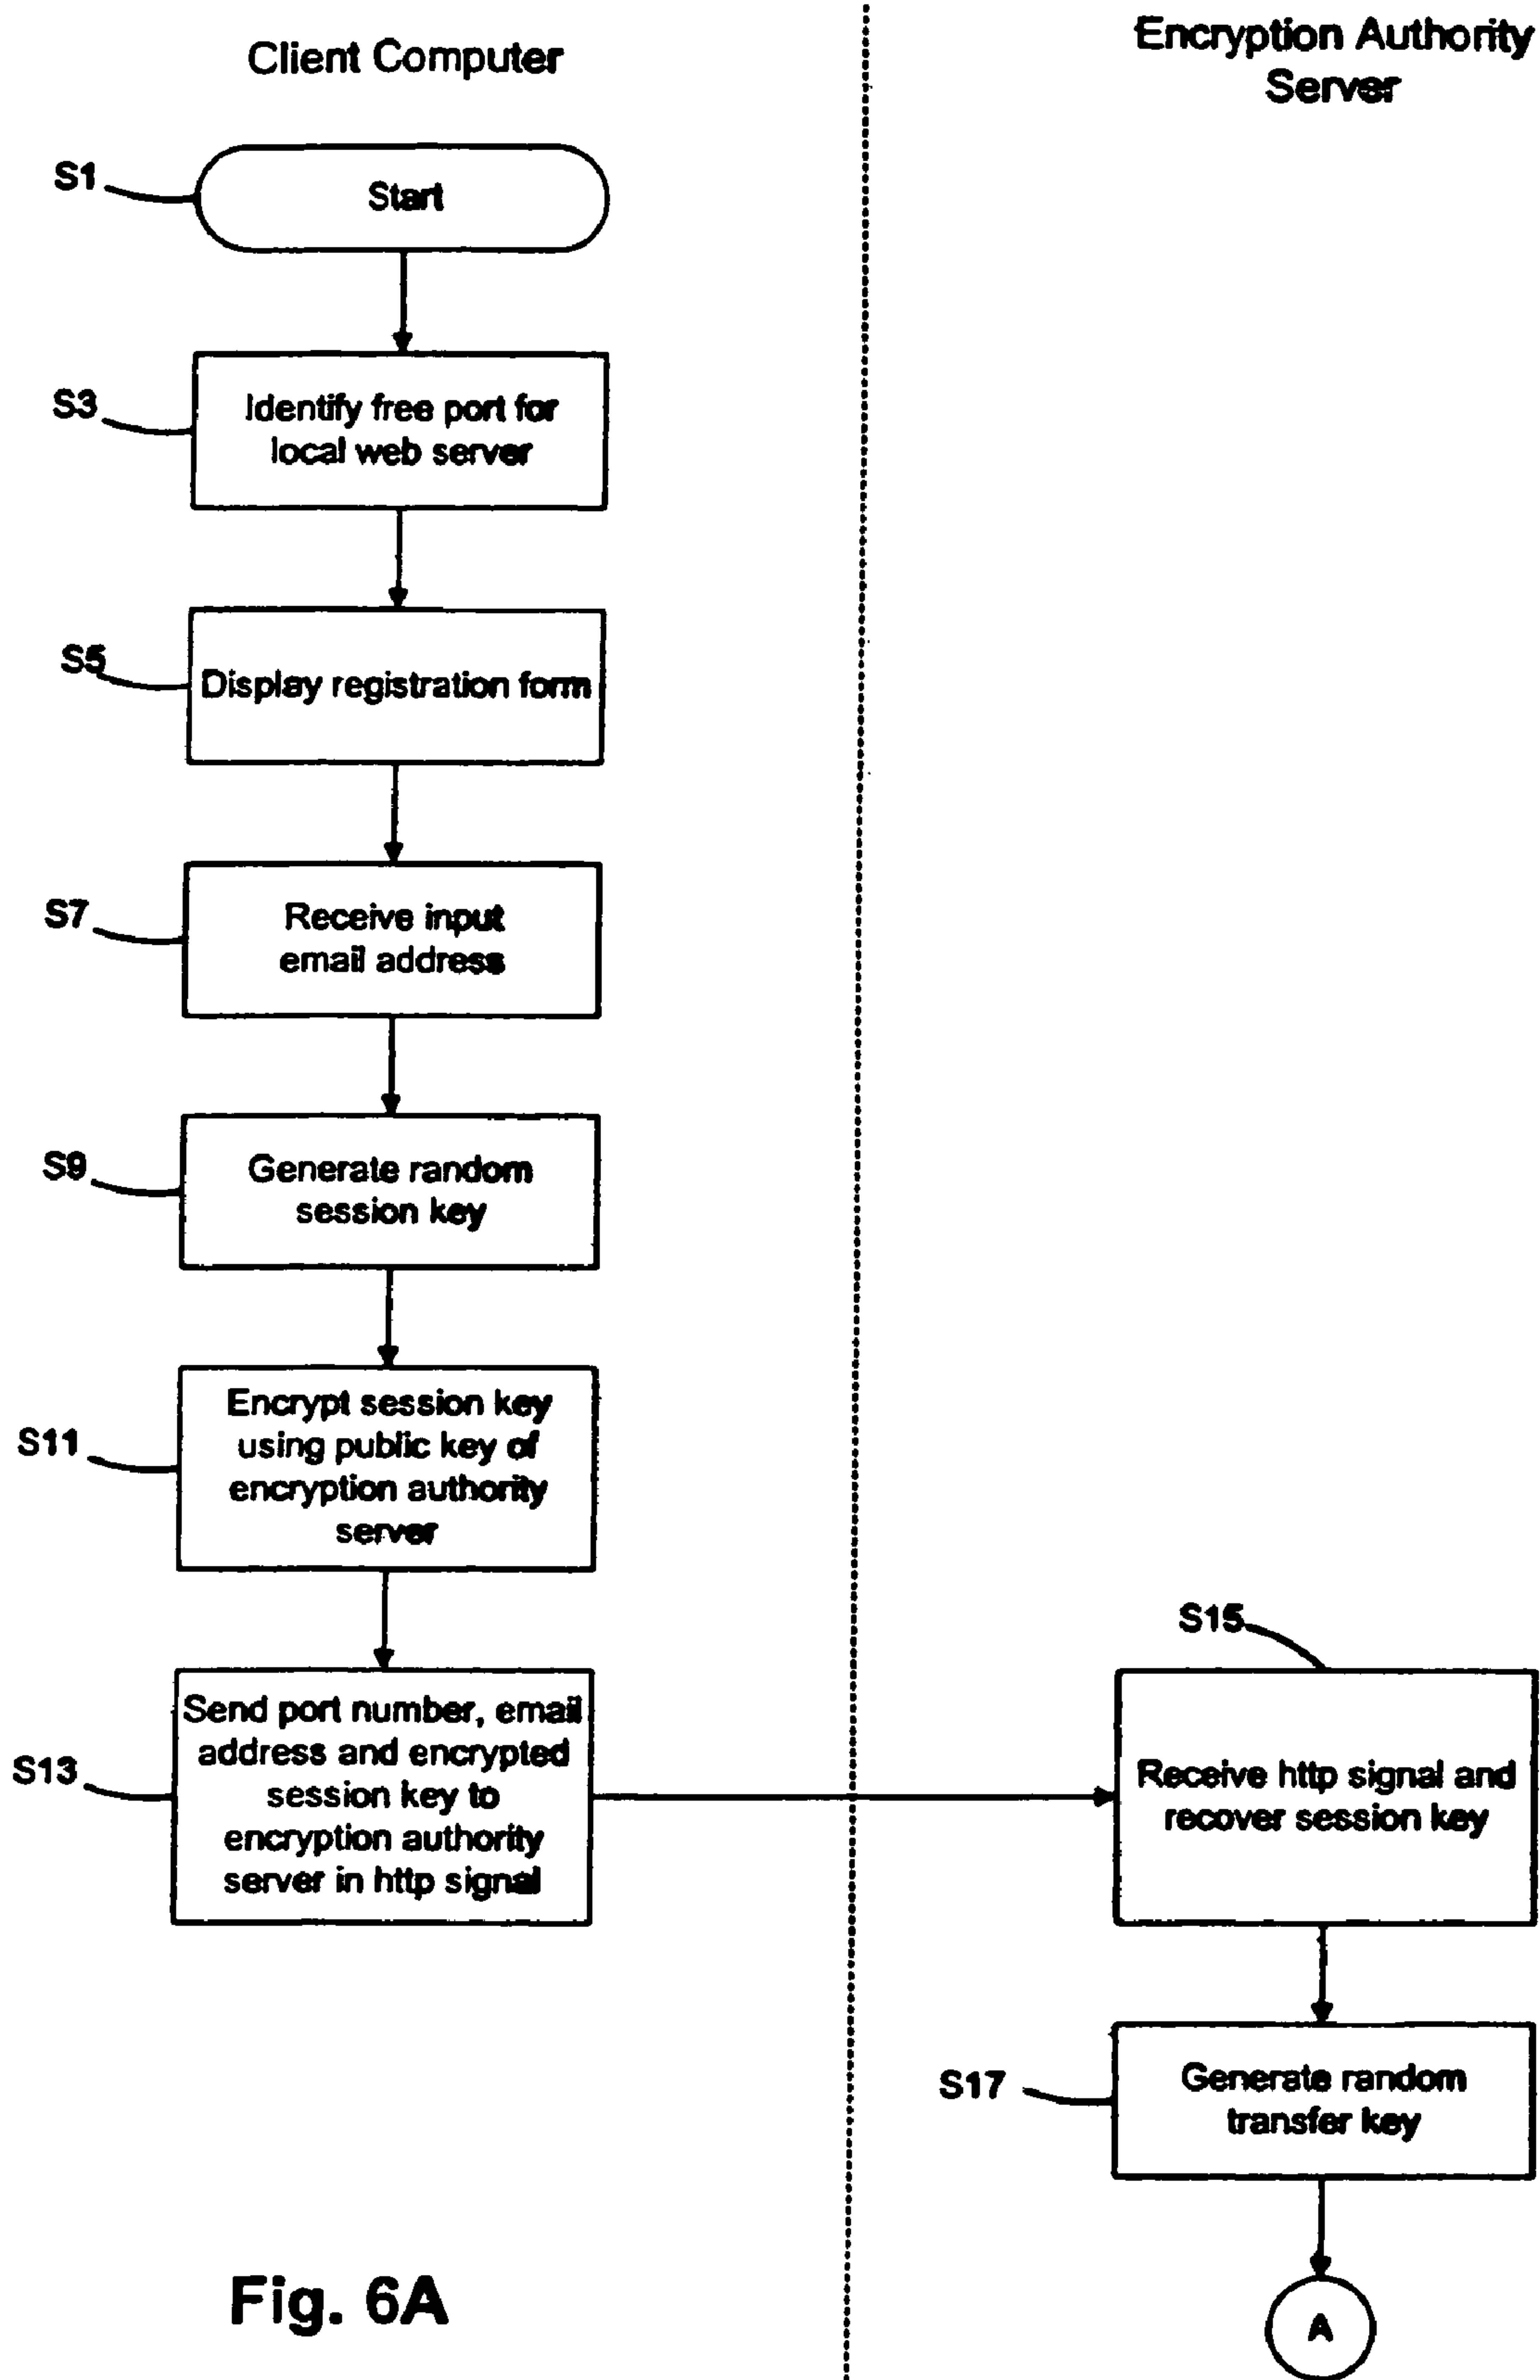 Client Computer
Encryption Authority
Server
S1
Start
S3
Identify free port for
local web server
S5
Display registration form
S7
Receive input
email address
S9
Generate random
session key
S11
Encrypt session key
using public key of
encryption authority
server
S13
Send port number, email
address and encrypted
session key to
encryption authority
server in http signal
S15
Receive http signal and
recover session key
S17
Generate random
transfer key
A
Fig. 6A